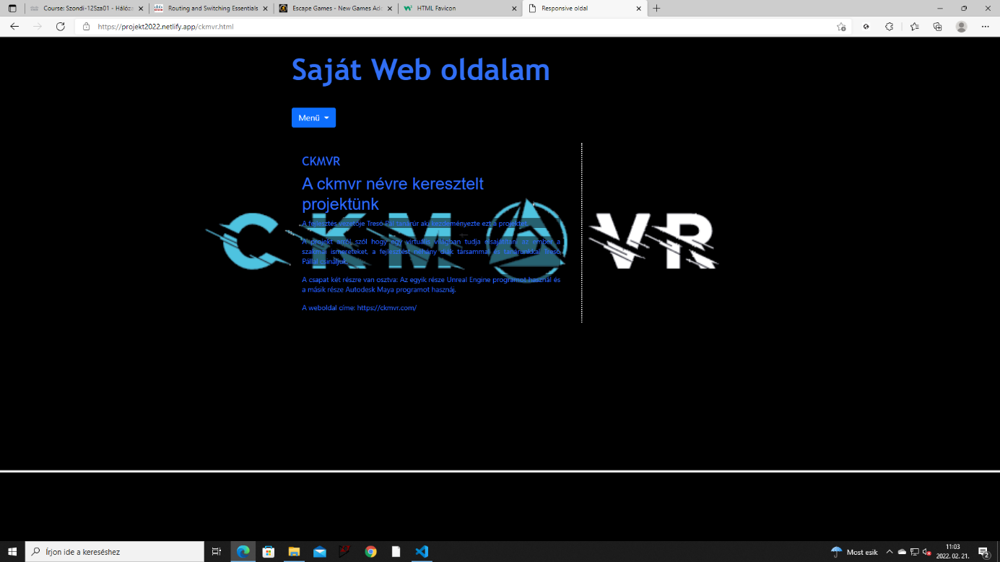 Course: Szondi-12Sza01 - Hálóza
Routing and Switching Essentials
Escape Games - New Games Ad
HTML Favicon
Responsive oldal
https://projekt2022.netlify.app/ckmvr.html
Saját Web oldalam
Menü
CKMVR
A ckmvr névre keresztelt
projektünk
A fejlesztés vezetője Tresó Pál tanárúr aki kezdeményezte ezt a projektet.
A projekt arról szól hogy egy virtuális világban tudja elsajátítani az ember a
szakmai ismereteket, a fejlesztést néhány diák társammal és tanárunkkal Tresó
Pállal csináljuk.
A csapat két részre van osztva: Az egyik része Unreal Engine programot használ és
a másik része Autodesk Maya programot hasznáj.
A weboldal címe: https://ckmvr.com/
CKM VR
Írjon ide a kereséshez
Most esik
11:03
2022. 02. 21.
2